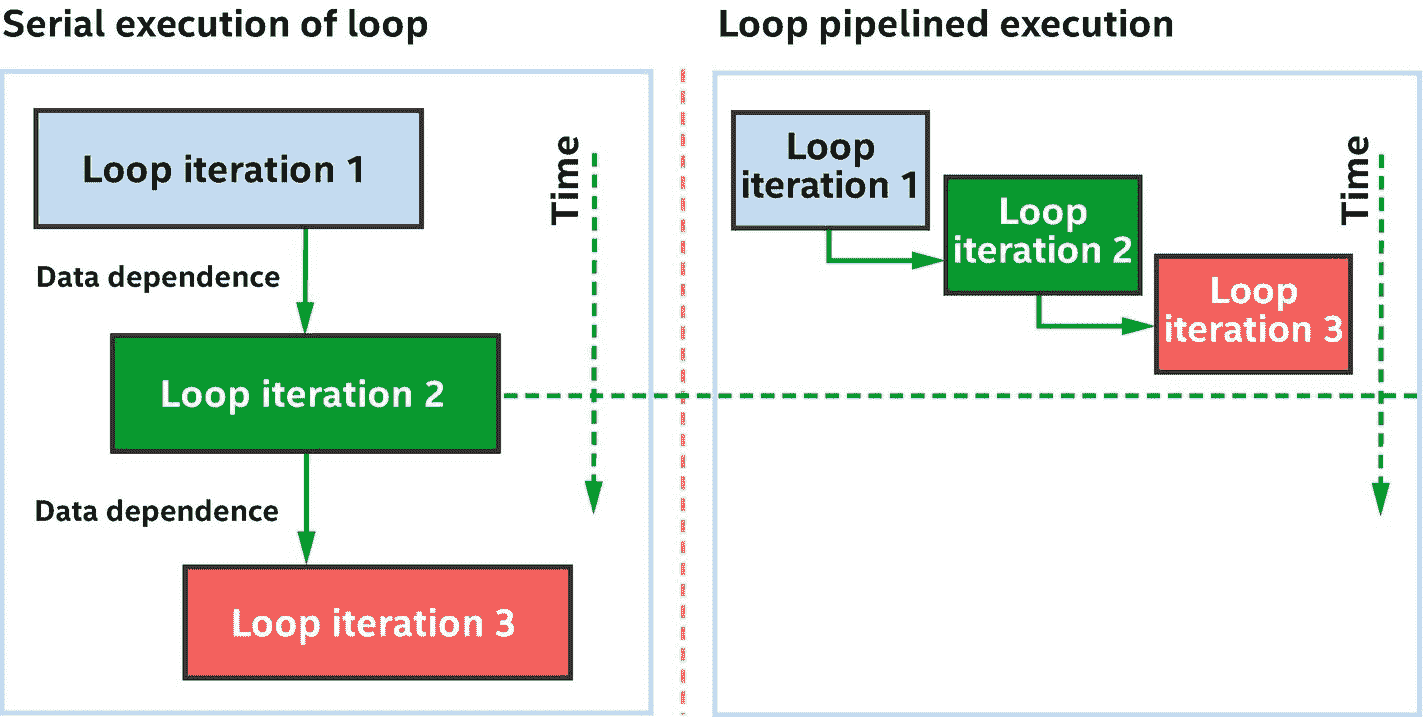 Serial execution of loop
Loop iteration 1
Time
Data dependence
Loop iteration 2
Data dependence
Loop iteration 3
Loop pipelined execution
Loop
iteration 1
Time
Loop
iteration 2
Loop
iteration 3